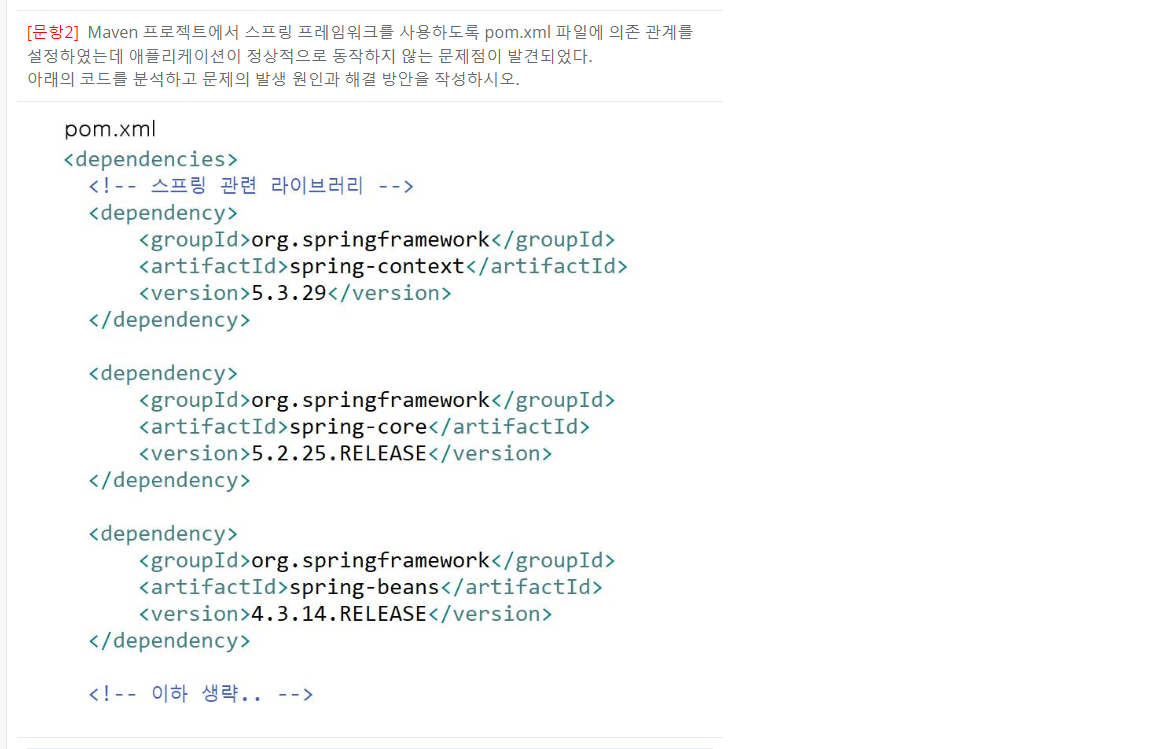 [문항2] Maven 프로젝트에서 스프링 프레임워크를 사용하도록 pom.xml 파일에 의존 관계를
설정하였는데 애플리케이션이 정상적으로 동작하지 않는 문제점이 발견되었다.
아래의 코드를 분석하고 문제의 발생 원인과 해결 방안을 작성하시오.
pom.xml
<dependencies>
<!-- 스프링 관련 라이브러리 -->
<dependency>
<groupId>org.springframework</groupId>
<artifactId>spring-context</artifactId>
<version>5.3.29</version>
</dependency>
<dependency>
<groupId>org.springframework</groupId>
<artifactId>spring-core</artifactId>
<version>5.2.25.RELEASE</version>
</dependency>
<dependency>
<groupId>org.springframework</groupId>
<artifactId>spring-beans</artifactId>
<version>4.3.14.RELEASE</version>
</dependency>
<!-- 이하 생략.. -->